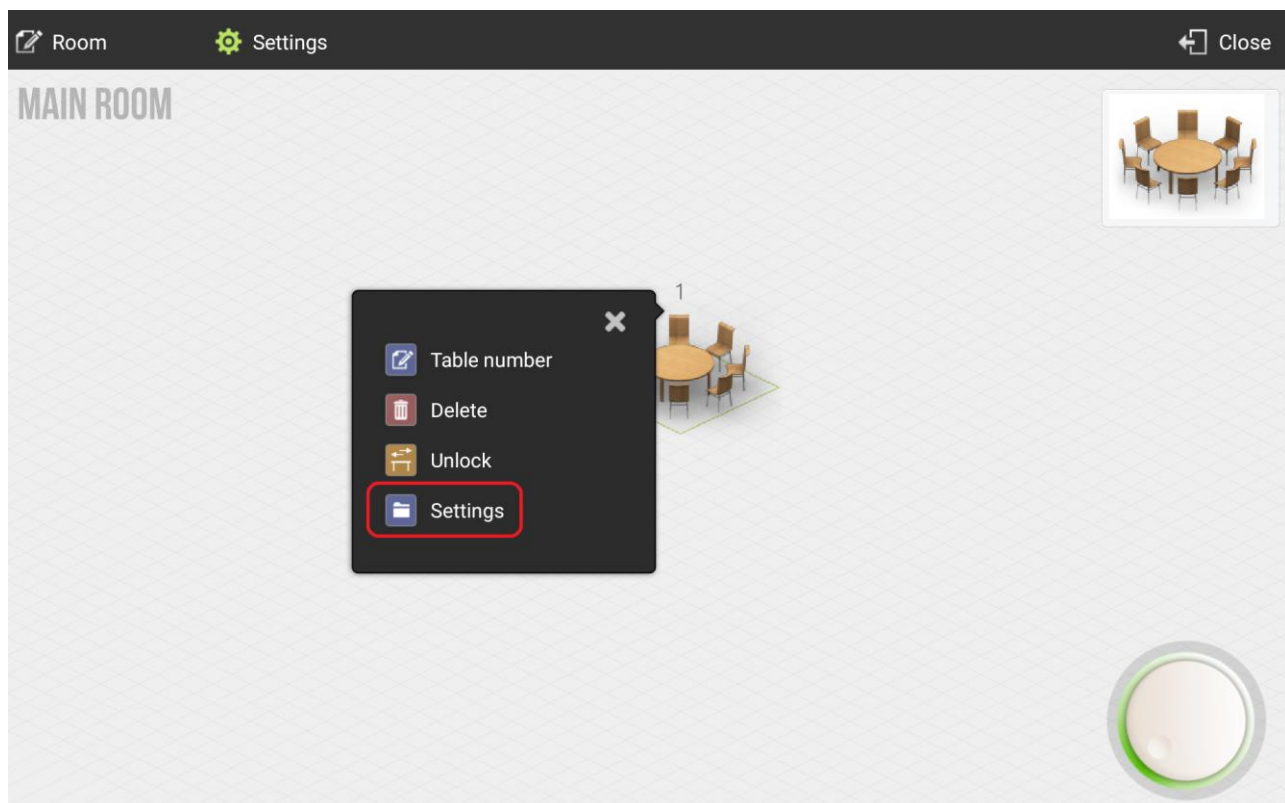 Room
Settings
Close
MAIN ROOM
1
Table number
Delete
Unlock
Settings